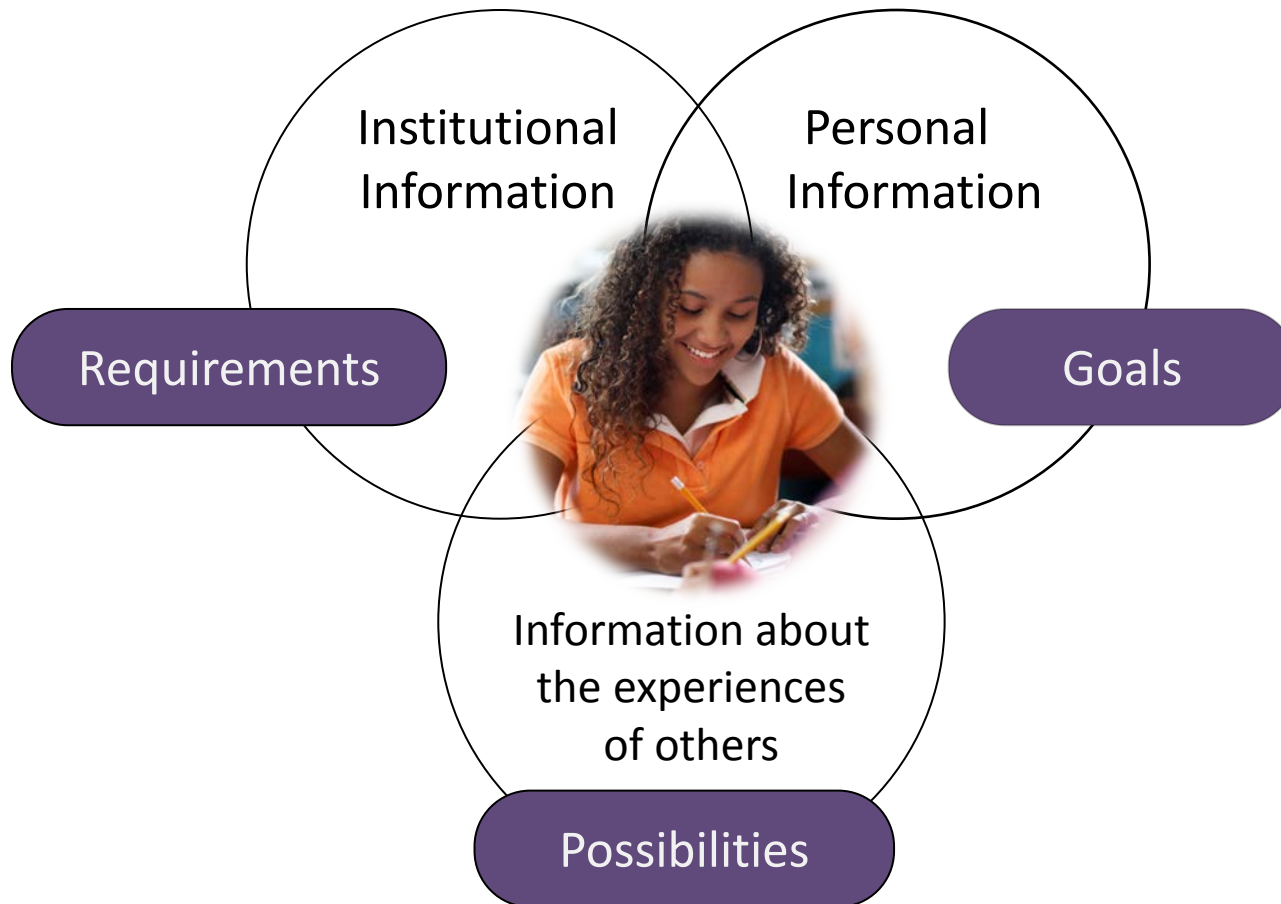 Institutional
Information
Personal
Information
Requirements
Goals
Information about
the experiences
of others
Possibilities